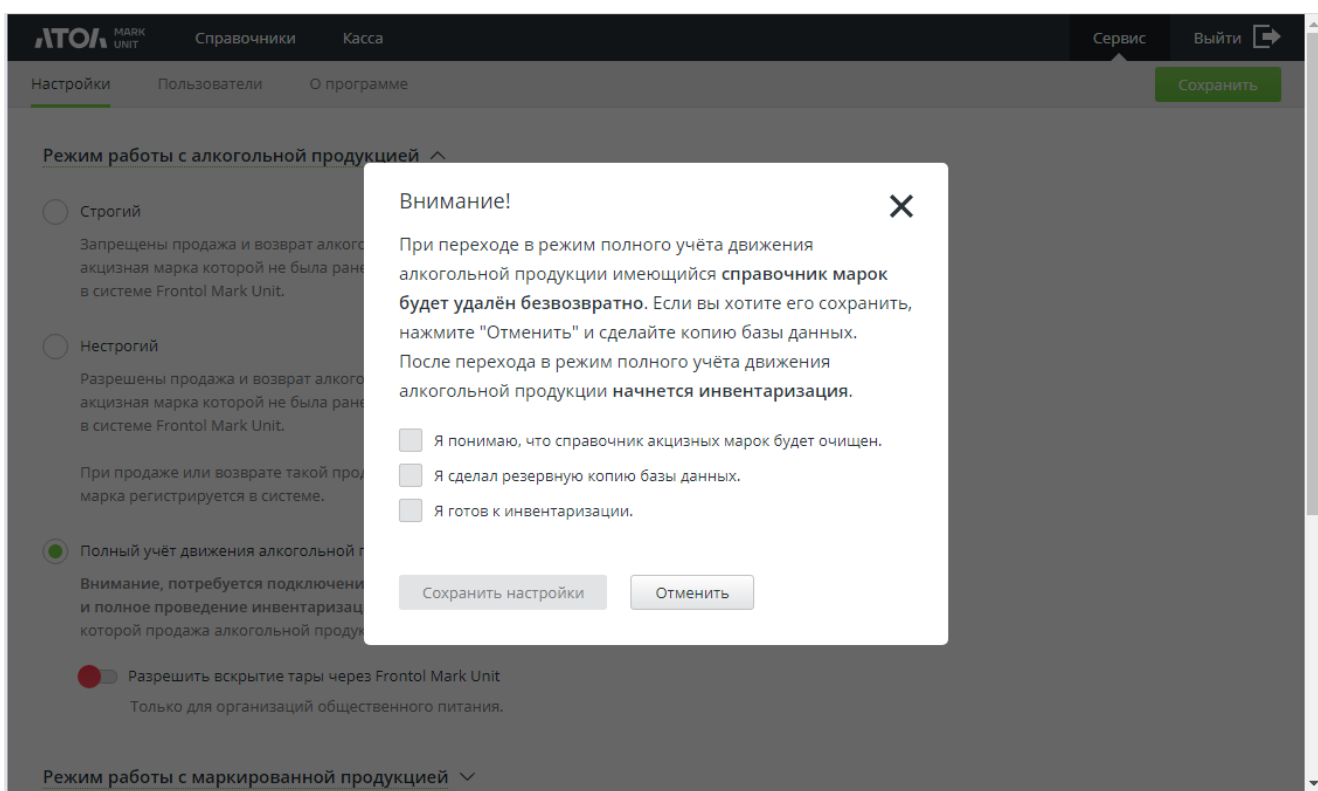 АТОЛ MARK UNIT Справочники Касса Сервис Выйти
Настройки Пользователи О программе Сохранить
Режим работы с алкогольной продукцией
Строгий
Запрещены продажа и возврат алког
акцизная марка которой не была ране
в системе Frontol Mark Unit.
Нестрогий
Разрешены продажа и возврат алкого
акцизная марка которой не была ране
в системе Frontol Mark Unit.
При продаже или возврате такой прод
марка регистрируется в системе.
Полный учёт движения алкогольной п
Внимание, потребуется подключени
и полное проведение инвентаризац
которой продажа алкогольной продук
Разрешить вскрытие тары через Frontol Mark Unit
Только для организаций общественного питания.
Режим работы с маркированной продукцией
Внимание!
При переходе в режим полного учёта движения
алкогольной продукции имеющийся справочник марок
будет удалён безвозвратно. Если вы хотите его сохранить,
нажмите "Отменить" и сделайте копию базы данных.
После перехода в режим полного учёта движения
алкогольной продукции начнется инвентаризация.
Я понимаю, что справочник акцизных марок будет очищен.
Я сделал резервную копию базы данных.
Я готов к инвентаризации.
Сохранить настройки Отменить